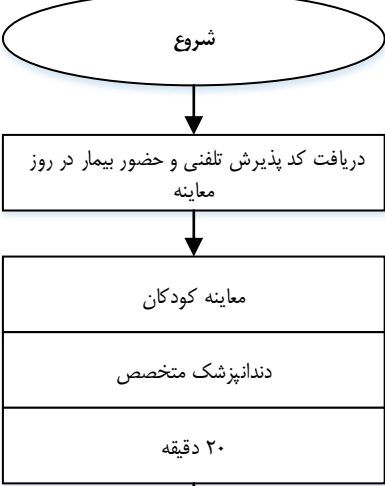 شروع
دریافت کد پذیرش تلفنی و حضور بیمار در روز
معاینه
معاینه کودکان
دندانپزشک متخصص
۲۰ دقیقه